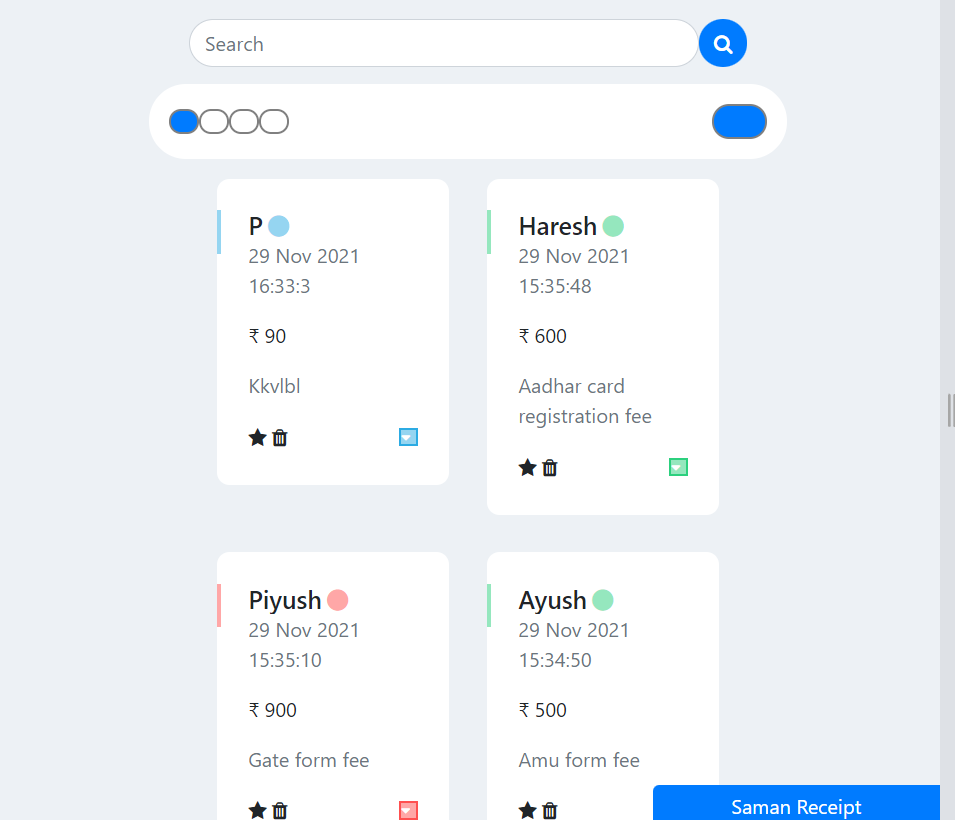 Search
P
29 Nov 2021
16:33:3
₹ 90
Kkvlbl
Haresh
29 Nov 2021
15:35:48
₹ 600
Aadhar card
registration fee
Piyush
29 Nov 2021
15:35:10
₹ 900
Gate form fee
Ayush
29 Nov 2021
15:34:50
₹ 500
Amu form fee
Saman Receipt